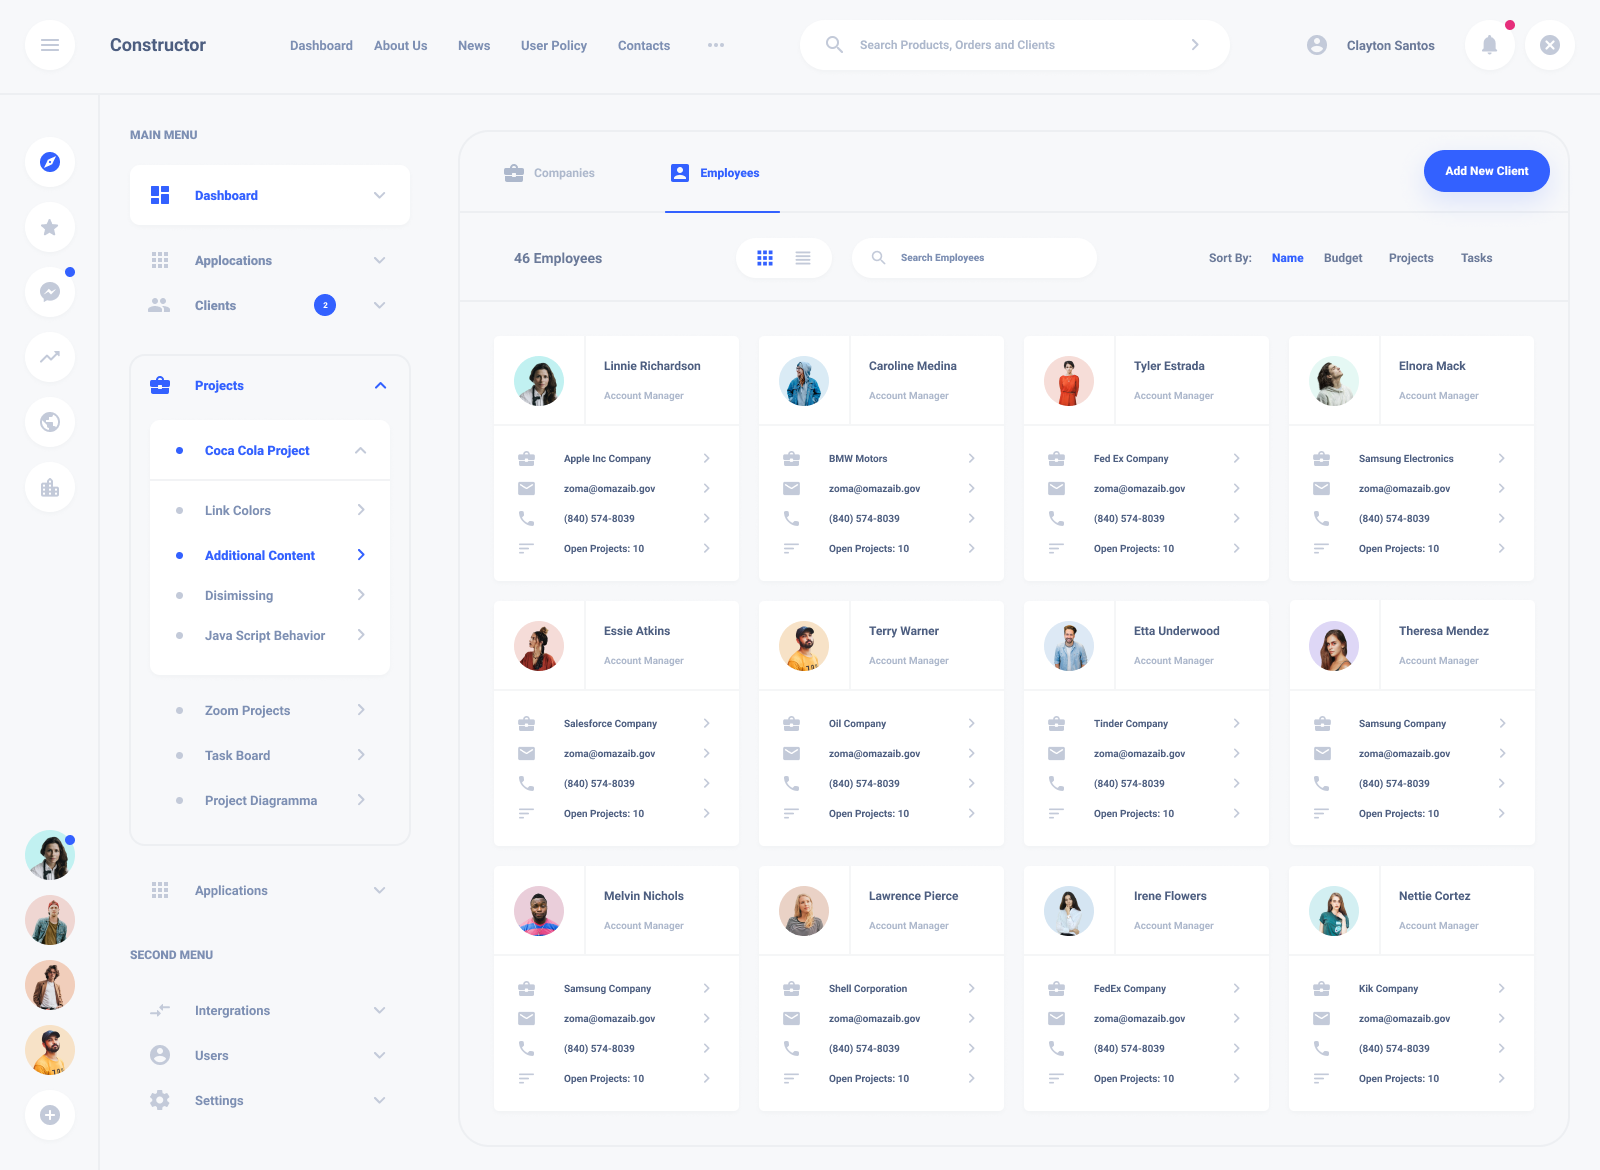 Constructor
Dashboard
About Us
News
User Policy
Contacts
Search Products, Orders and Clients
Clayton Santos
MAIN MENU
Dashboard
Applocations
Clients
2
Projects
Coca Cola Project
Link Colors
Additional Content
Disimissing
Java Script Behavior
Zoom Projects
Task Board
Project Diagramma
Applications
SECOND MENU
Intergrations
Users
Settings
Companies
Employees
Add New Client
46 Employees
Search Employees
Sort By:
Name
Budget
Projects
Tasks
Linnie Richardson
Account Manager
Apple Inc Company
zoma@omazaib.gov
(840) 574-8039
Open Projects: 10
Caroline Medina
Account Manager
BMW Motors
zoma@omazaib.gov
(840) 574-8039
Open Projects: 10
Tyler Estrada
Account Manager
Fed Ex Company
zoma@omazaib.gov
(840) 574-8039
Open Projects: 10
Elnora Mack
Account Manager
Samsung Electronics
zoma@omazaib.gov
(840) 574-8039
Open Projects: 10
Essie Atkins
Account Manager
Salesforce Company
zoma@omazaib.gov
(840) 574-8039
Open Projects: 10
Terry Warner
Account Manager
Oil Company
zoma@omazaib.gov
(840) 574-8039
Open Projects: 10
Etta Underwood
Account Manager
Tinder Company
zoma@omazaib.gov
(840) 574-8039
Open Projects: 10
Theresa Mendez
Account Manager
Samsung Company
zoma@omazaib.gov
(840) 574-8039
Open Projects: 10
Melvin Nichols
Account Manager
Samsung Company
zoma@omazaib.gov
(840) 574-8039
Open Projects: 10
Lawrence Pierce
Account Manager
Shell Corporation
zoma@omazaib.gov
(840) 574-8039
Open Projects: 10
Irene Flowers
Account Manager
FedEx Company
zoma@omazaib.gov
(840) 574-8039
Open Projects: 10
Nettie Cortez
Account Manager
Kik Company
zoma@omazaib.gov
(840) 574-8039
Open Projects: 10